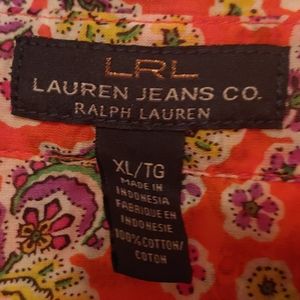 LRL
LAUREN JEANS CO.
RALPH LAUREN
XL/TG
MADE IN
INDONESIA
FABRIQUE EN
INDONESIE
100% COTTON/
COTON